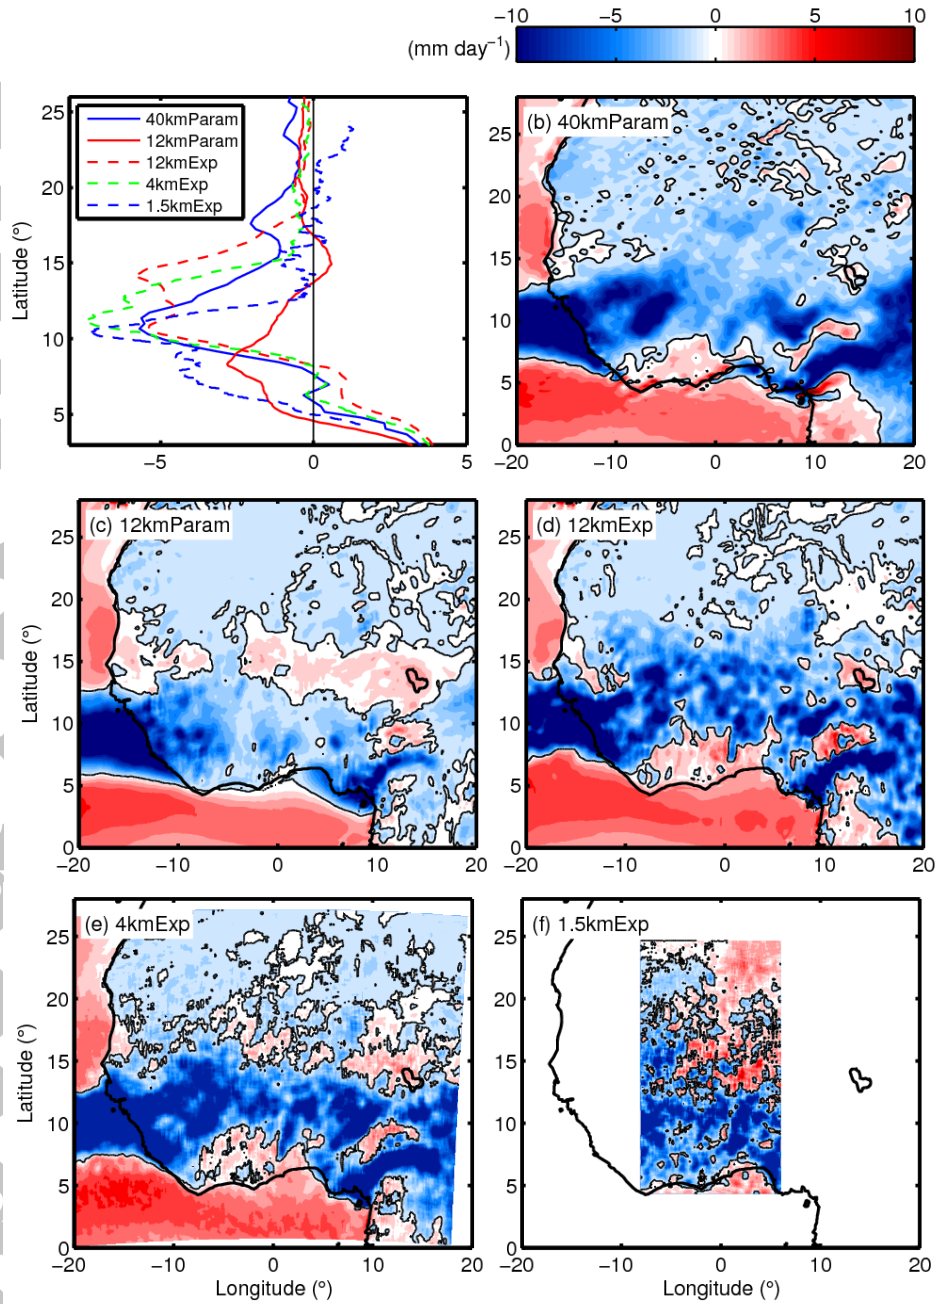 −10 −5 0 5 10
(mm day−1)
40kmParam
12kmParam
12kmExp
4kmExp
1.5kmExp
Latitude (°)
25
20
15
10
5
−5 0 5
(b) 40kmParam
25
20
15
10
5
0
−20 −10 0 10 20
(c) 12kmParam
Latitude (°)
25
20
15
10
5
0
−20 −10 0 10 20
(d) 12kmExp
25
20
15
10
5
0
−20 −10 0 10 20
(e) 4kmExp
Latitude (°)
25
20
15
10
5
0
−20 −10 0 10 20
Longitude (°)
(f) 1.5kmExp
25
20
15
10
5
0
−20 −10 0 10 20
Longitude (°)